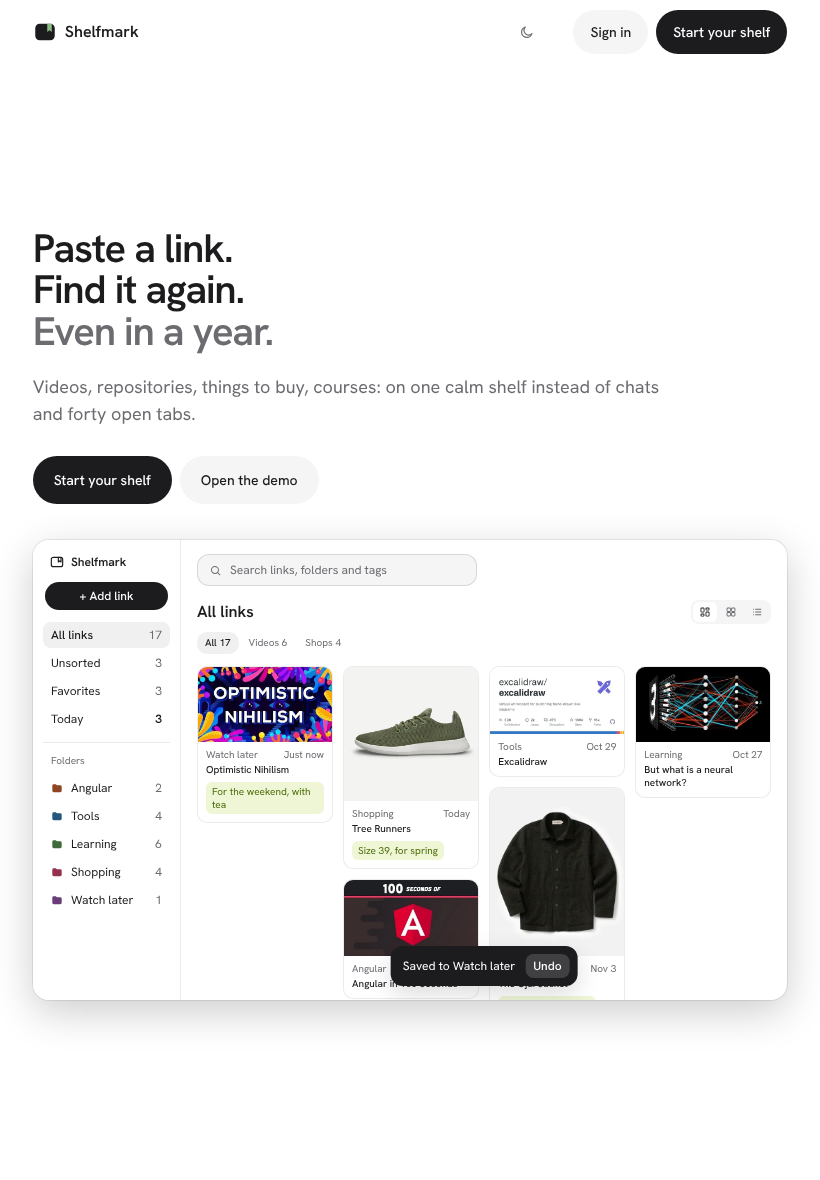 Shelfmark
Sign in
Start your shelf
Paste a link.
Find it again.
Even in a year.
Videos, repositories, things to buy, courses: on one calm shelf instead of chats
and forty open tabs.
Start your shelf
Open the demo
Shelfmark
+ Add link
All links 17
Unsorted 3
Favorites 3
Today 3
Folders
Angular 2
Tools 4
Learning 6
Shopping 4
Watch later 1
Search links, folders and tags
All links
All 17
Videos 6
Shops 4
OPTIMISTIC
NIHILISM
Watch later Just now
Optimistic Nihilism
For the weekend, with
tea
Shopping Today
Tree Runners
Size 39, for spring
100 SECONDS OF
A
Angular
Angular in
excalidraw/
excalidraw
Tools Oct 29
Excalidraw
Nov 3
Learning Oct 27
But what is a neural
network?
Saved to Watch later
Undo